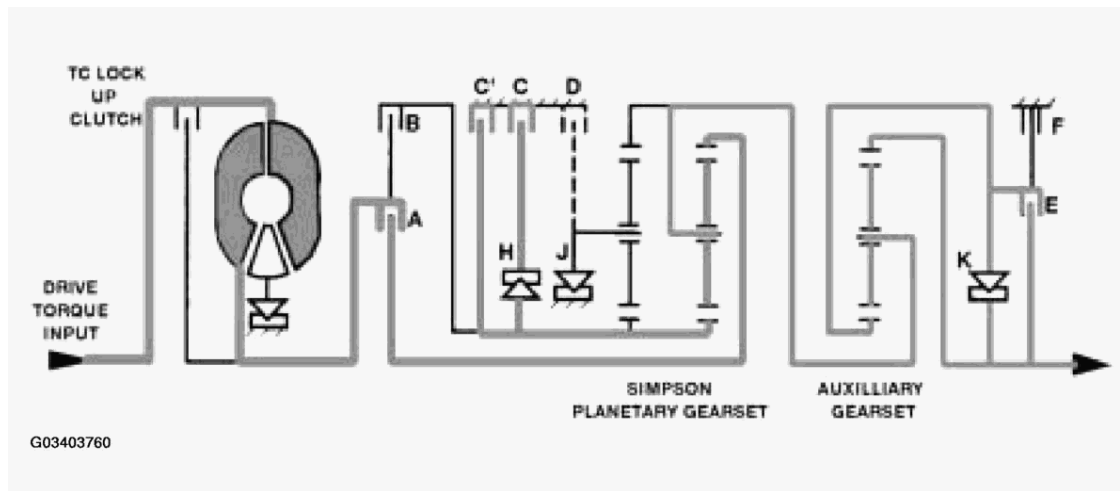 TC LOCK
UP
CLUTCH
C'
C
D
B
A
F
E
H
J
K
DRIVE
TORQUE
INPUT
SIMPSON
PLANETARY GEARSET
AUXILLIARY
GEARSET
G03403760